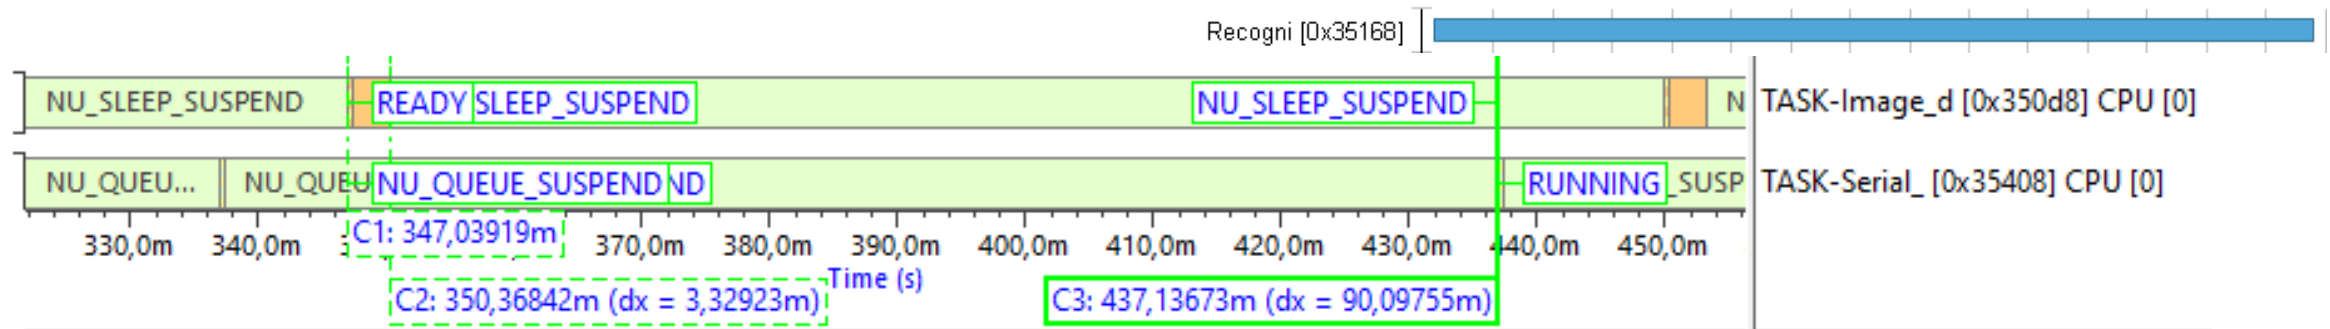 Recogni [0x35168]
NU_SLEEP_SUSPEND READY SLEEP_SUSPEND NU_SLEEP_SUSPEND N TASK-Image_d [0x350d8] CPU [0]
NU_QUEU... NU_QUEU NU_QUEUE_SUSPEND ND RUNNING _SUSP TASK-Serial_ [0x35408] CPU [0]
C1: 347,03919m
330,0m 340,0m 370,0m 380,0m 390,0m 400,0m 410,0m 420,0m 430,0m 440,0m 450,0m
Time (s)
C2: 350,36842m (dx = 3,32923m) C3: 437,13673m (dx = 90,09755m)